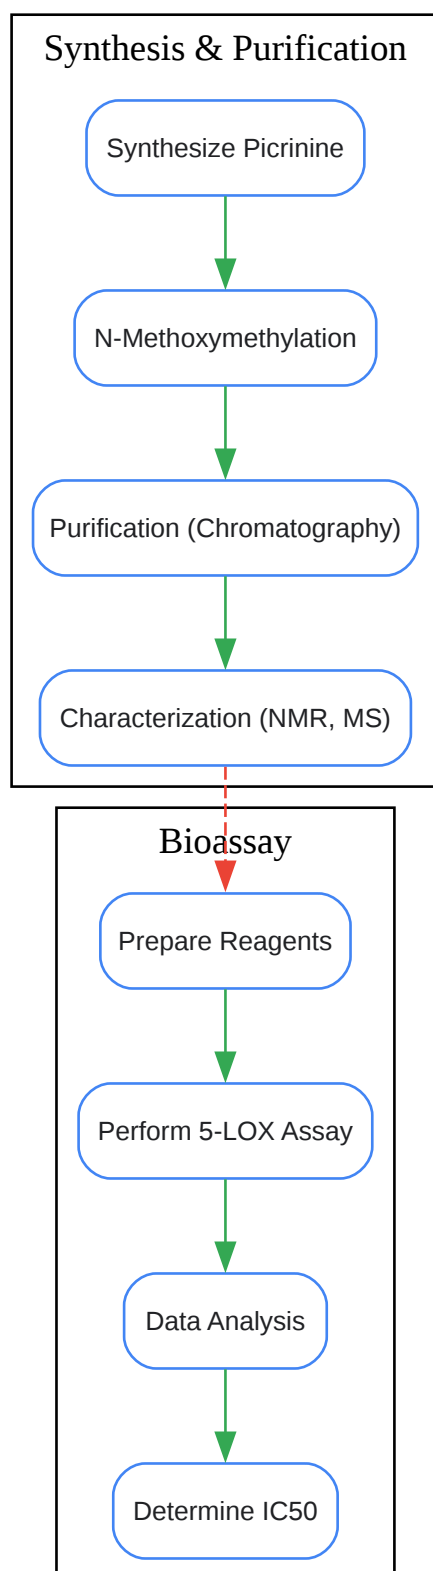 Synthesis & Purification
Synthesize Picrinine
N-Methoxymethylation
Purification (Chromatography)
Characterization (NMR, MS)
Bioassay
Prepare Reagents
Perform 5-LOX Assay
Data Analysis
Determine IC50